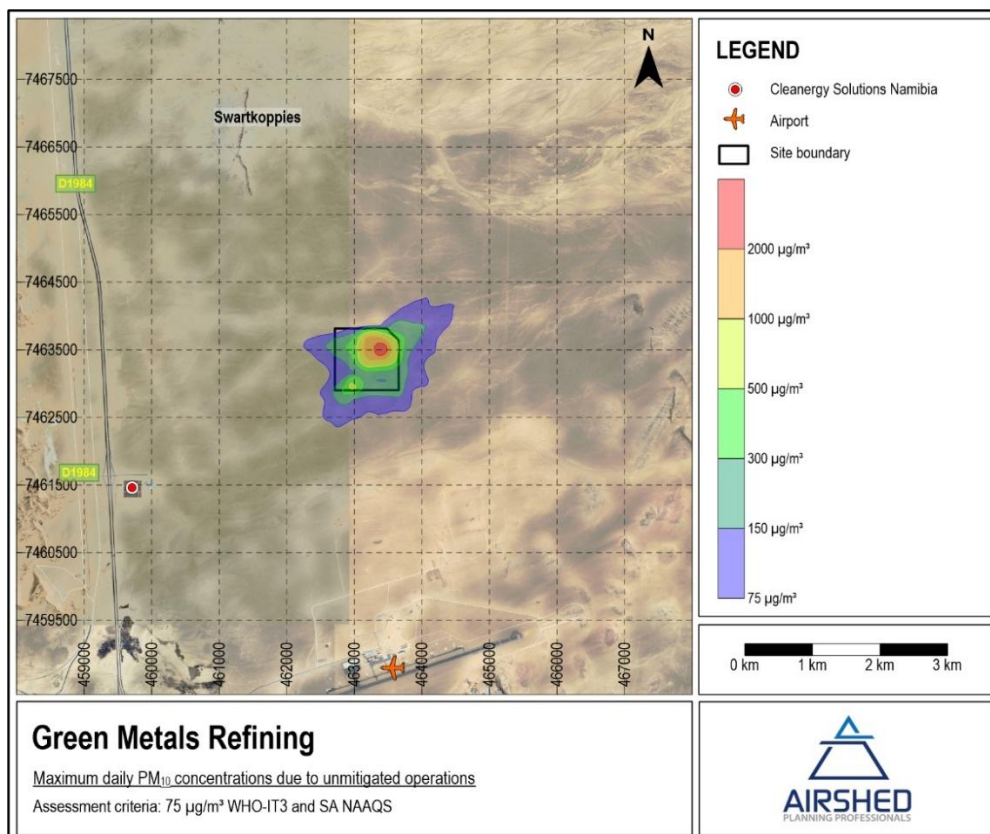 7467500
7466500
7465500
7464500
7463500
7462500
7461500
7460500
7459500
459000
460000
461000
462000
463000
464000
465000
466000
467000
Swartkoppies
D1984
D1984
N
LEGEND
Cleanergy Solutions Namibia
Airport
Site boundary
2000 µg/m³
1000 µg/m³
500 µg/m³
300 µg/m³
150 µg/m³
75 µg/m³
0 km 1 km 2 km 3 km
Green Metals Refining
Maximum daily PM₁₀ concentrations due to unmitigated operations
Assessment criteria: 75 µg/m³ WHO-IT3 and SA NAAQS
AIRSHED
PLANNING PROFESSIONALS